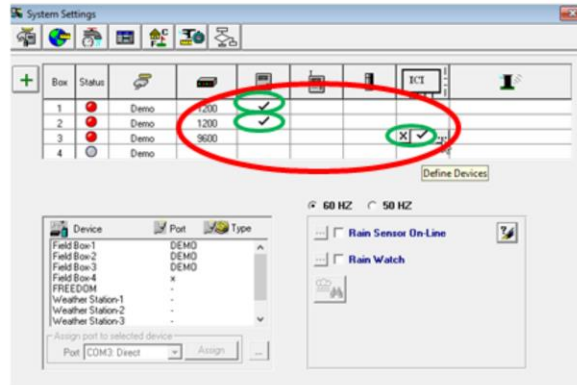 System Settings
Box Status ICI
1 Demo 1200
2 Demo 1200
3 Demo 9600 x
4 Demo
Define Devices
60 HZ 50 HZ
Device Port Type
Field Box-1 DEMO
Field Box-2 DEMO
Field Box-3 DEMO
Field Box-4 x
FREEDOM -
Weather Station-1 -
Weather Station-2 -
Weather Station-3 -
Assign port to selected device
Port COM3: Direct Assign ...
... Rain Sensor On-Line
... Rain Watch